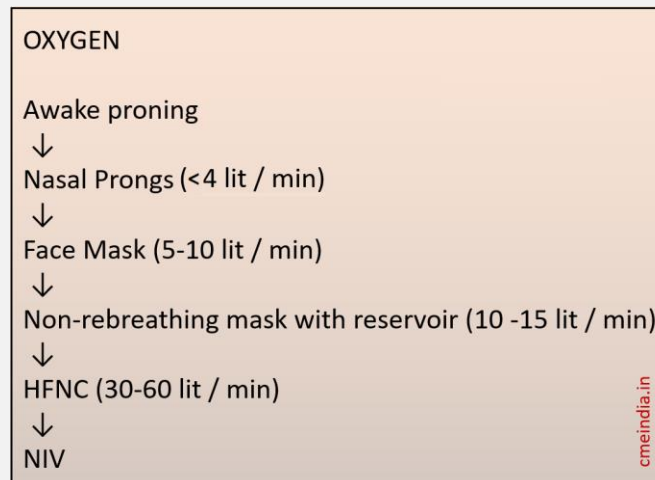 OXYGEN
Awake proning
↓
Nasal Prongs (<4 lit / min)
↓
Face Mask (5-10 lit / min)
↓
Non-rebreathing mask with reservoir (10 -15 lit / min)
↓
HFNC (30-60 lit / min)
↓
NIV
cmeindia.in